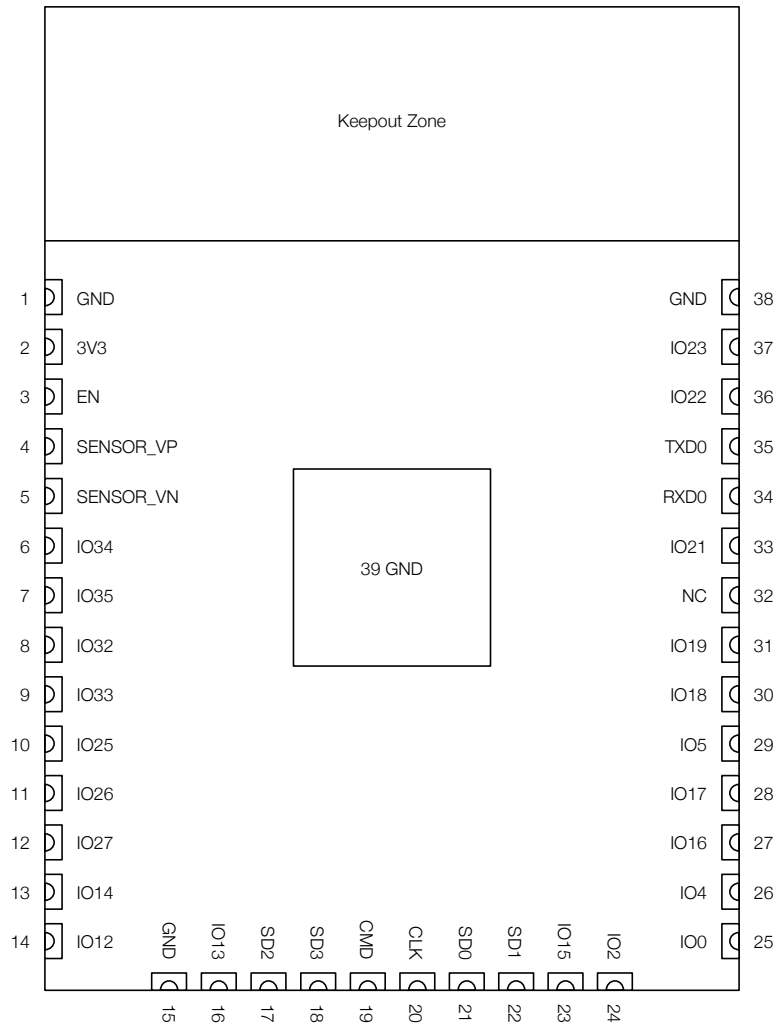 Keepout Zone
1 GND
2 3V3
3 EN
4 SENSOR_VP
5 SENSOR_VN
6 IO34
7 IO35
8 IO32
9 IO33
10 IO25
11 IO26
12 IO27
13 IO14
14 IO12
39 GND
GND 38
IO23 37
IO22 36
TXD0 35
RXD0 34
IO21 33
NC 32
IO19 31
IO18 30
IO5 29
IO17 28
IO16 27
IO4 26
IO0 25
GND 15
IO13 16
SD2 17
SD3 18
CMD 19
CLK 20
SD0 21
SD1 22
IO15 23
IO2 24